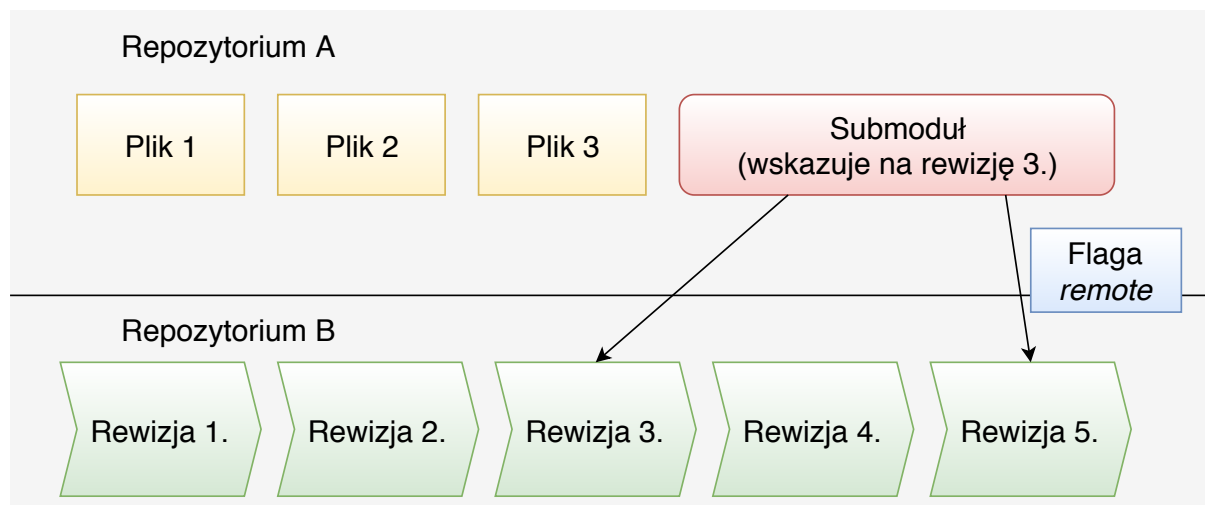 Repozytorium A
Plik 1
Plik 2
Plik 3
Submoduł
(wskazuje na rewizję 3.)
Flaga
remote
Repozytorium B
Rewizja 1.
Rewizja 2.
Rewizja 3.
Rewizja 4.
Rewizja 5.